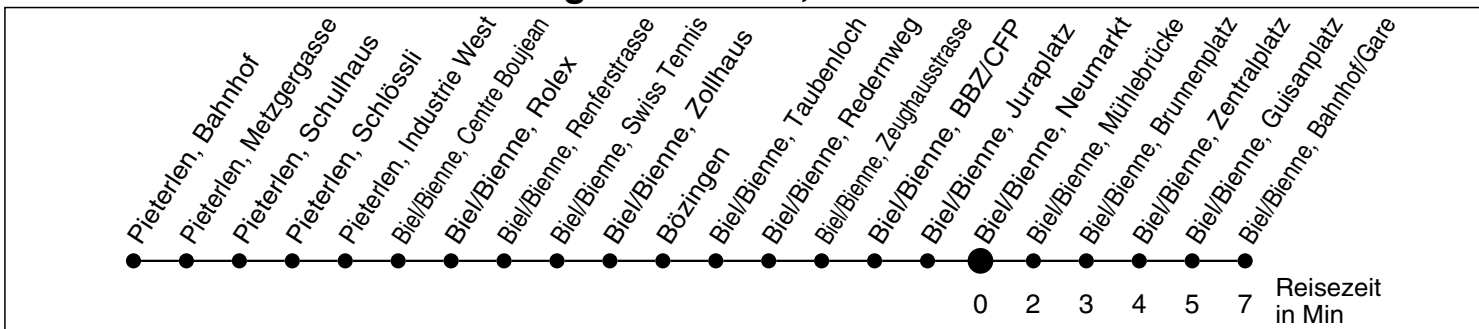 Pieterlen, Bahnhof
Pieterlen, Metzgergasse
Pieterlen, Schulhaus
Pieterlen, Schlössli
Pieterlen, Industrie West
Biel/Bienne, Centre Boujean
Biel/Bienne, Rolex
Biel/Bienne, Renferstrasse
Biel/Bienne, Swiss Tennis
Biel/Bienne, Zollhaus
Bözingen
Biel/Bienne, Taubenloch
Biel/Bienne, Redernweg
Biel/Bienne, Zeughausstrasse
Biel/Bienne, BBZ/CFP
Biel/Bienne, Juraplatz
Biel/Bienne, Neumarkt
Biel/Bienne, Mühlebrücke
Biel/Bienne, Brunnenplatz
Biel/Bienne, Zentralplatz
Biel/Bienne, Guisanplatz
Biel/Bienne, Bahnhof/Gare
0 2 3 4 5 7 Reisezeit
in Min